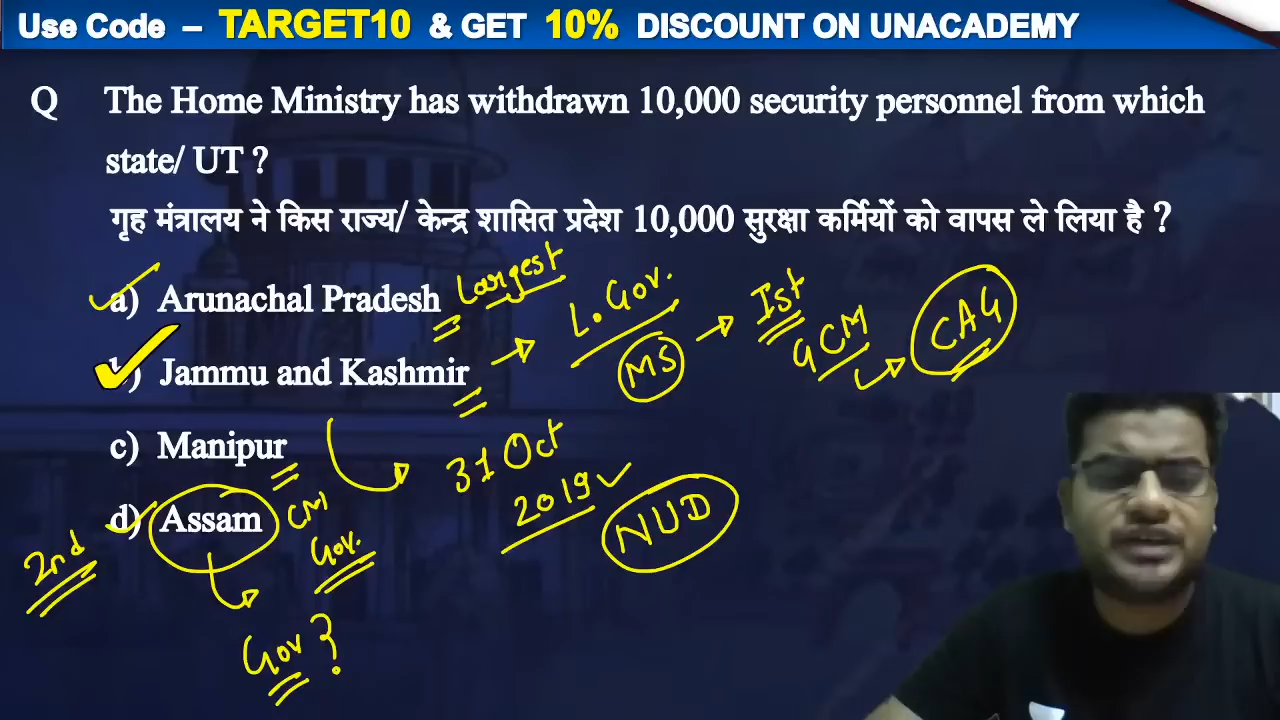 Use Code – TARGET10 & GET 10% DISCOUNT ON UNACADEMY
Q The Home Ministry has withdrawn 10,000 security personnel from which
state/ UT ?
गृह मंत्रालय ने किस राज्य/ केन्द्र शासित प्रदेश 10,000 सुरक्षा कर्मियों को वापस ले लिया है ?
a) Arunachal Pradesh Largest
L. Gov. Ist
MS G CM CAG
b) Jammu and Kashmir
c) Manipur
31 Oct
2019
NUD
d) Assam
CM
Gov.
2nd
Gov ?